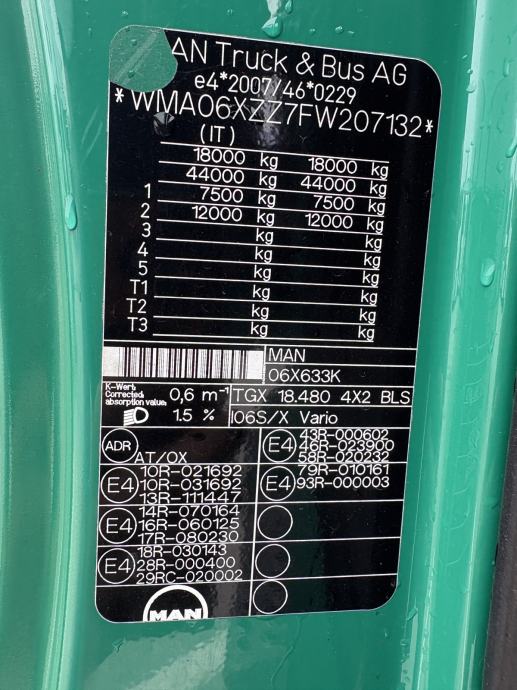 AN Truck & Bus AG
e4*2007/46*0229
*WMA06XZZ7FW207132*
(IT)
18000 kg 18000 kg
44000 kg 44000 kg
1 7500 kg 7500 kg
2 12000 kg 12000 kg
3 kg kg
4 kg kg
5 kg kg
T1 kg kg
T2 kg kg
T3 kg kg
MAN
06X633K
K-Wert,
Corrected
absorption value,
0,6 m-1
TGX 18.480 4X2 BLS
1.5 %
I06S/X Vario
ADR
AT/OX
E4
43R-000602
46R-023900
58R-020232
E4
10R-021692
10R-031692
13R-111447
E4
79R-010161
93R-000003
E4
14R-070164
16R-060125
17R-080230
E4
18R-030143
28R-000400
29RC-020002
MAN